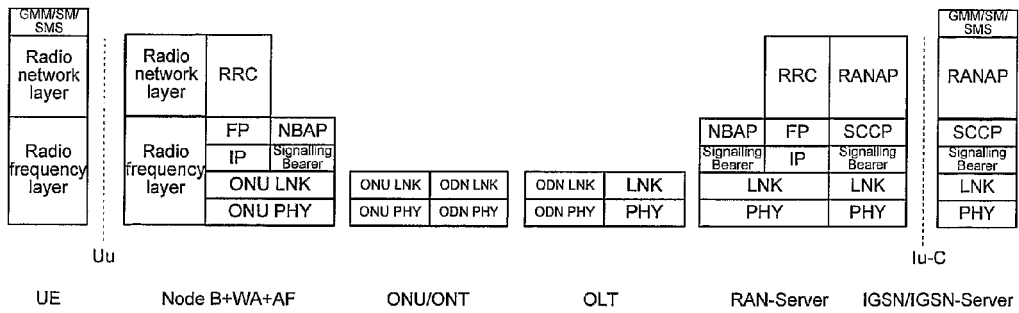 GMM/SM/
SMS
Radio
network
layer
Radio
frequency
layer
Uu
Radio
network
layer
RRC
Radio
frequency
layer
FP
NBAP
IP
Signalling
Bearer
ONU LNK
ONU PHY
ONU LNK
ODN LNK
ONU PHY
ODN PHY
ODN LNK
LNK
ODN PHY
PHY
RRC
RANAP
NBAP
FP
SCCP
Signalling
Bearer
IP
Signalling
Bearer
LNK
LNK
PHY
PHY
Iu-C
GMM/SM/
SMS
RANAP
SCCP
Signalling
Bearer
LNK
PHY
UE
Node B+WA+AF
ONU/ONT
OLT
RAN-Server
IGSN/IGSN-Server